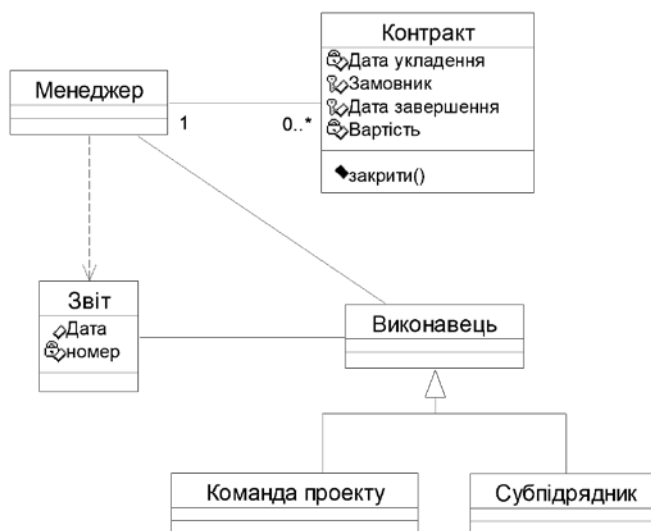 Контракт
Дата укладення
Замовник
Дата завершення
Вартість
закрити()
Менеджер
1
0..*
Звіт
Дата
номер
Виконавець
Команда проекту
Субпідрядник